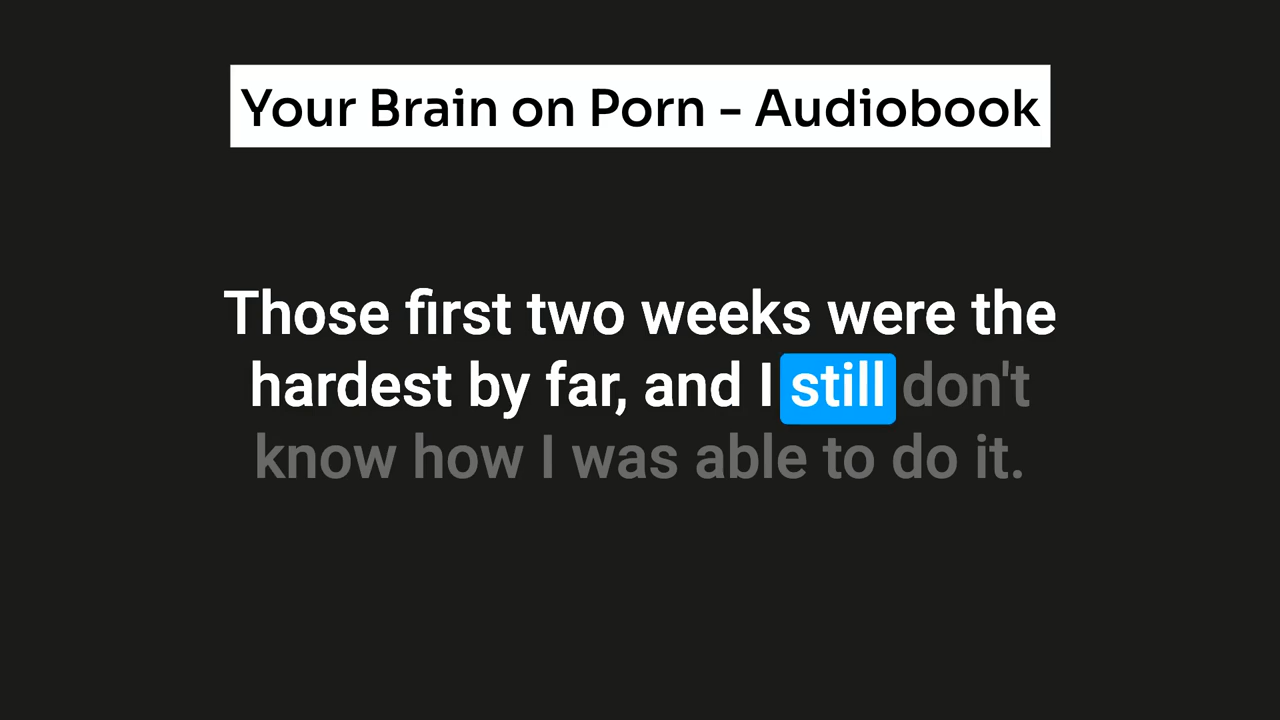 Your Brain on Porn - Audiobook
Those first two weeks were the
hardest by far, and I still don't
know how I was able to do it.